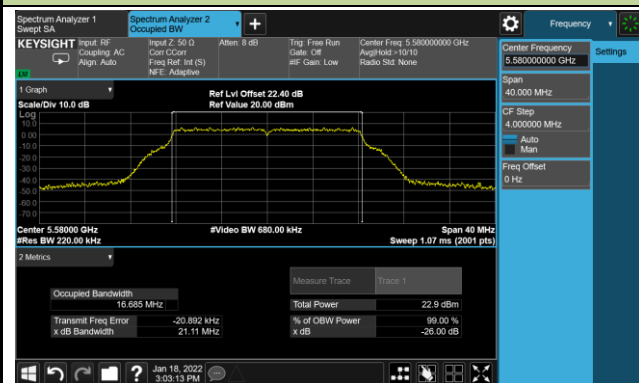 Spectrum Analyzer 1
Swept SA
Spectrum Analyzer 2
Occupied BW
Frequency
KEYSIGHT
Input: RF
Coupling: AC
Align: Auto
Input Z: 50 Ω
Corr CCorr
Freq Ref: Int (S)
NFE: Adaptive
Atten: 8 dB
Trig: Free Run
Gate: Off
#IF Gain: Low
Center Freq: 5.580000000 GHz
Avg|Hold:>10/10
Radio Std: None
Center Frequency
5.580000000 GHz
Settings
Span
40.000 MHz
CF Step
4.000000 MHz
Auto
Man
Freq Offset
0 Hz
1 Graph
Scale/Div 10.0 dB
Ref Lvl Offset 22.40 dB
Ref Value 20.00 dBm
Log
10.0
0.00
-10.0
-20.0
-30.0
-40.0
-50.0
-60.0
-70.0
Center 5.58000 GHz
#Res BW 220.00 kHz
#Video BW 680.00 kHz
Span 40 MHz
Sweep 1.07 ms (2001 pts)
2 Metrics
Measure Trace
Trace 1
Occupied Bandwidth
16.685 MHz
Total Power
22.9 dBm
Transmit Freq Error
-20.892 kHz
% of OBW Power
99.00 %
x dB Bandwidth
21.11 MHz
x dB
-26.00 dB
Jan 18, 2022
3:03:13 PM